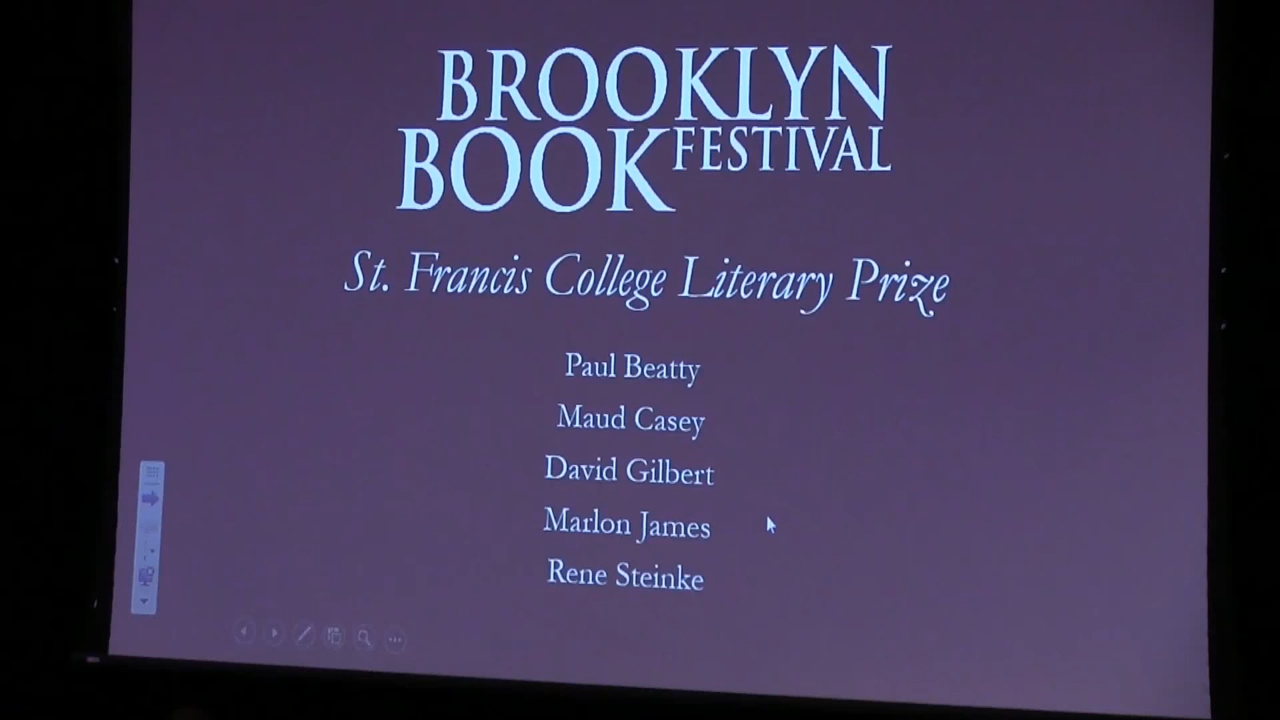 BROOKLYN
BOOK FESTIVAL
St. Francis College Literary Prize
Paul Beatty
Maud Casey
David Gilbert
Marlon James
Rene Steinke